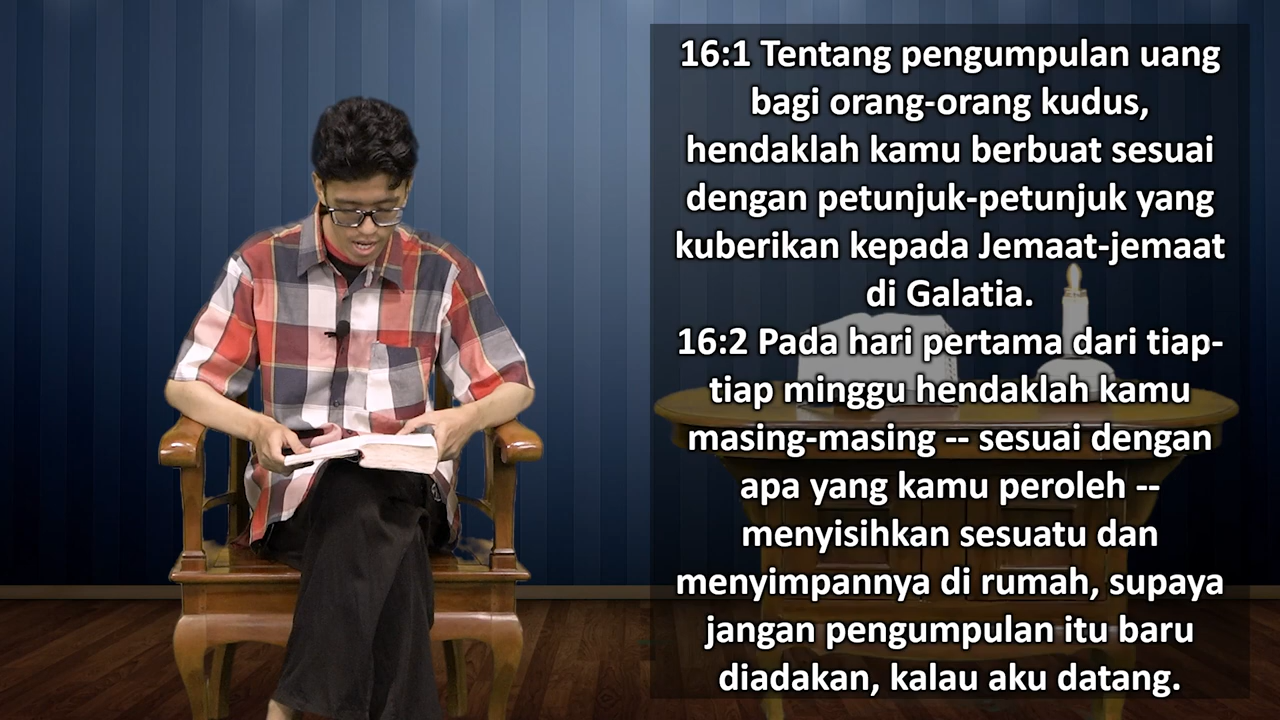 16:1 Tentang pengumpulan uang
bagi orang-orang kudus,
hendaklah kamu berbuat sesuai
dengan petunjuk-petunjuk yang
kuberikan kepada Jemaat-jemaat
di Galatia.
16:2 Pada hari pertama dari tiap-
tiap minggu hendaklah kamu
masing-masing -- sesuai dengan
apa yang kamu peroleh --
menyisihkan sesuatu dan
menyimpannya di rumah, supaya
jangan pengumpulan itu baru
diadakan, kalau aku datang.